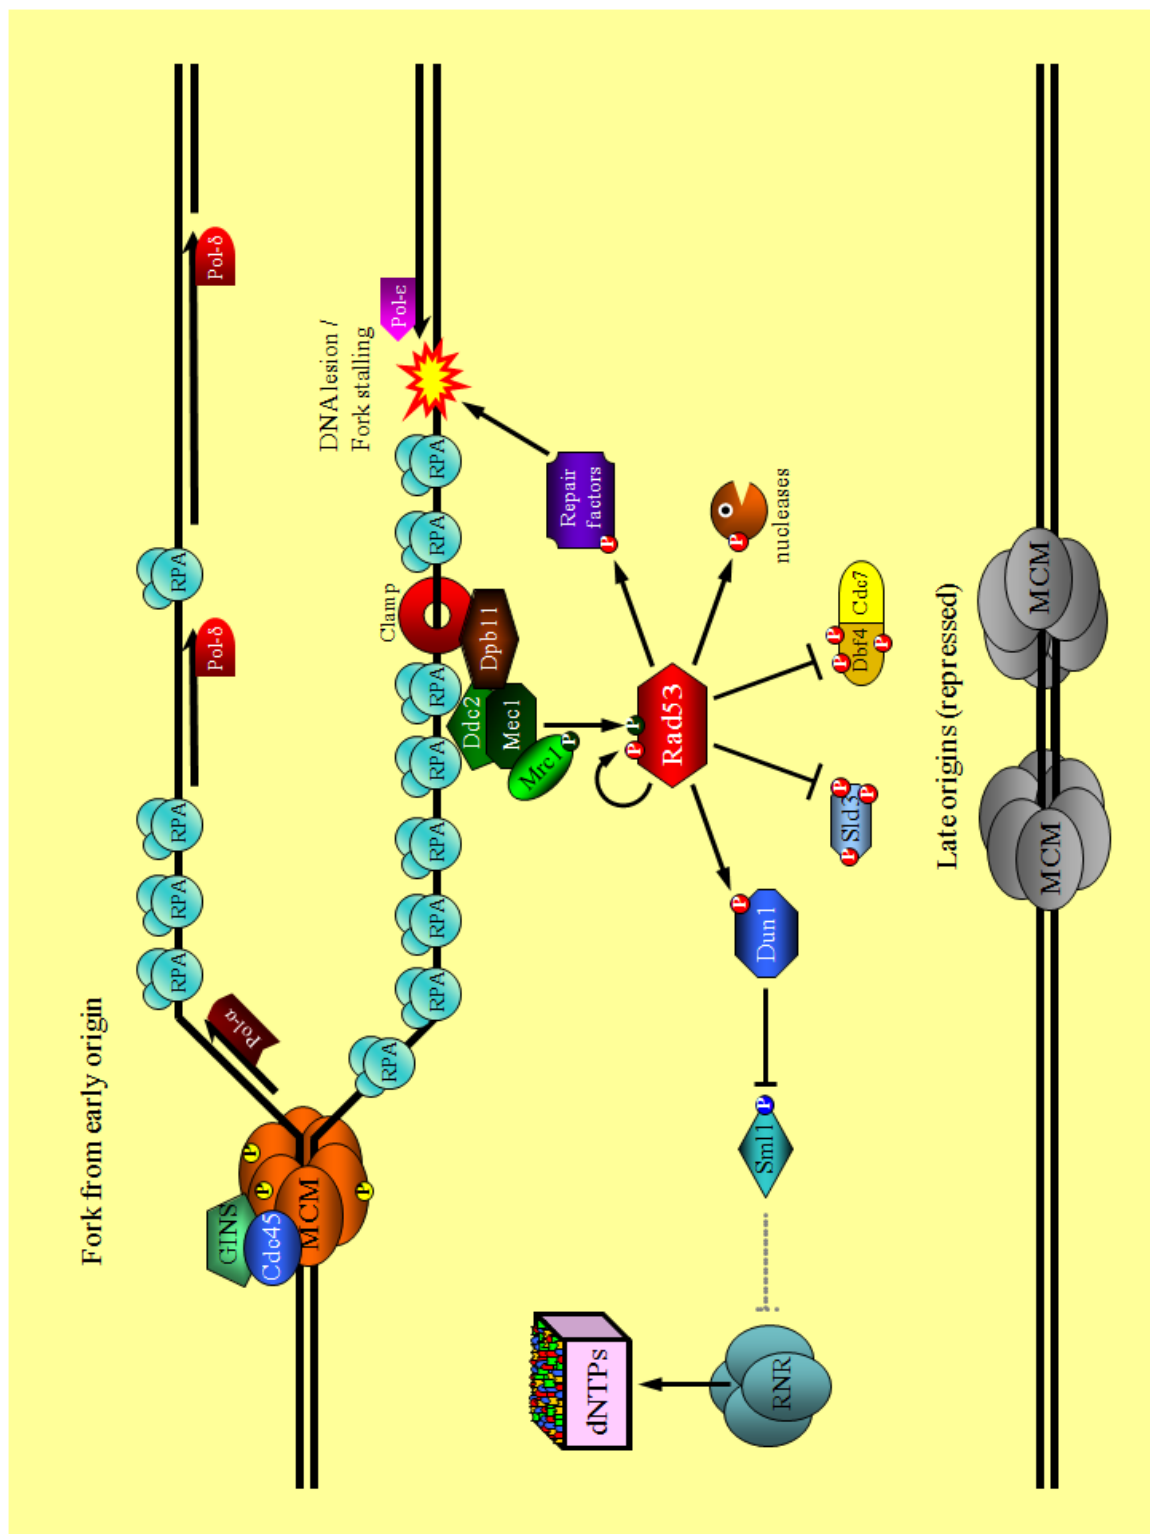 Fork from early origin
RPA
RPA
RPA
RPA
Pol-δ
Pol-δ
Pol-α
GINS
Cdc45
MCM
P
P
P
DNA lesion /
Fork stalling
Pol-ε
Clamp
RPA
RPA
RPA
RPA
RPA
RPA
RPA
RPA
Ddc2
Dpb11
Mec1
Mrc1
P
Repair
factors
P
dNTPs
P
P
Rad53
P
nucleases
P
Dun1
P
Sml1
RNR
P
P
P
Sld3
P
P
P
Dbf4
Cdc7
Late origins (repressed)
MCM
MCM